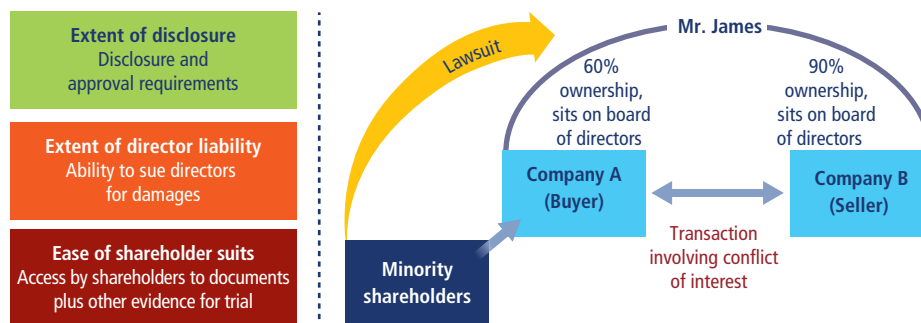 Extent of disclosure
Disclosure and
approval requirements
Extent of director liability
Ability to sue directors
for damages
Ease of shareholder suits
Access by shareholders to documents
plus other evidence for trial
Lawsuit
Mr. James
60%
ownership,
sits on board
of directors
90%
ownership,
sits on board
of directors
Company A
(Buyer)
Company B
(Seller)
Minority
shareholders
Transaction
involving conflict
of interest